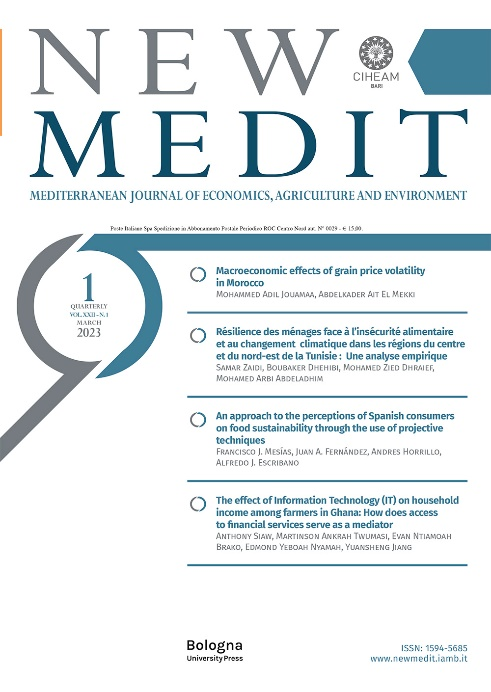 NEW
CIHEAM
BARI
MEDIT
MEDITERRANEAN JOURNAL OF ECONOMICS, AGRICULTURE AND ENVIRONMENT
Poste Italiane Spa Spedizione in Abbonamento Postale Periodico ROC Centro Nord aut. N° 0029 - € 15,00.
1
QUARTERLY
VOL. XXII - N. 1
MARCH
2023
Macroeconomic effects of grain price volatility
in Morocco
Mohammed Adil Jouamaa, Abdelkader Ait El Mekki
Résilience des ménages face à l'insécurité alimentaire
et au changement climatique dans les régions du centre
et du nord-est de la Tunisie : Une analyse empirique
Samar Zaidi, Boubaker Dhehibi, Mohamed Zied Dhraief,
Mohamed Arbi Abdeladhim
An approach to the perceptions of Spanish consumers
on food sustainability through the use of projective
techniques
Francisco J. Mesías, Juan A. Fernández, Andres Horrillo,
Alfredo J. Escribano
The effect of Information Technology (IT) on household
income among farmers in Ghana: How does access
to financial services serve as a mediator
Anthony Siaw, Martinson Ankrah Twumasi, Evan Ntiamoah
Brako, Edmond Yeboah Nyamah, Yuansheng Jiang
Bologna
University Press
ISSN: 1594-5685
www.newmedit.iamb.it